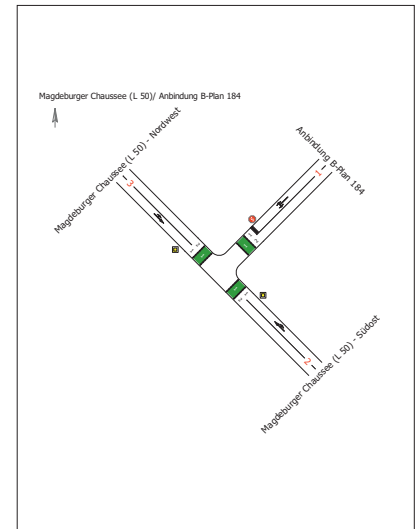 Magdeburger Chaussee (L 50)/ Anbindung B-Plan 184
Magdeburger Chaussee (L 50) - Nordwest
Anbindung B-Plan 184
3
1
2
Magdeburger Chaussee (L 50) - Südost